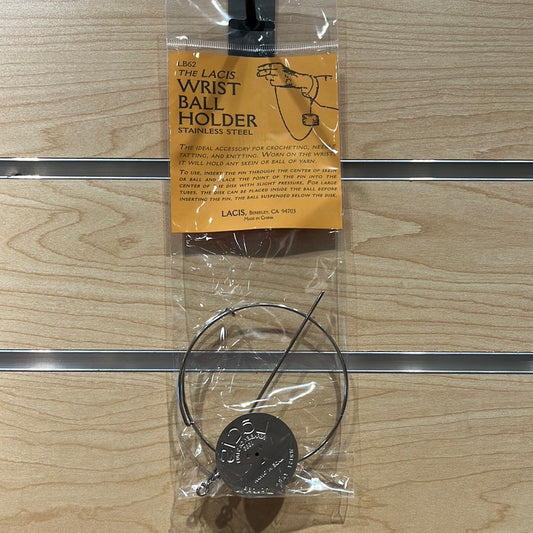 LB62
THE LACIS
WRIST
BALL
HOLDER
STAINLESS STEEL
THE IDEAL ACCESSORY FOR CROCHETING, NEE
TATTING, AND KNITTING. WORN ON THE WRIST
IT WILL HOLD ANY SKEIN OR BALL OF YARN.
TO USE, INSERT THE PIN THROUGH THE CENTER OF SKEIN
OR BALL AND PLACE THE POINT OF THE PIN INTO THE
CENTER OF THE DISK WITH SLIGHT PRESSURE. FOR LARGE
TUBES, THE DISK CAN BE PLACED INSIDE THE BALL BEFORE
INSERTING THE PIN, THE BALL SUSPENDED BELOW THE DISK.
LACIS, BERKELEY, CA 94703
MADE IN CHINA